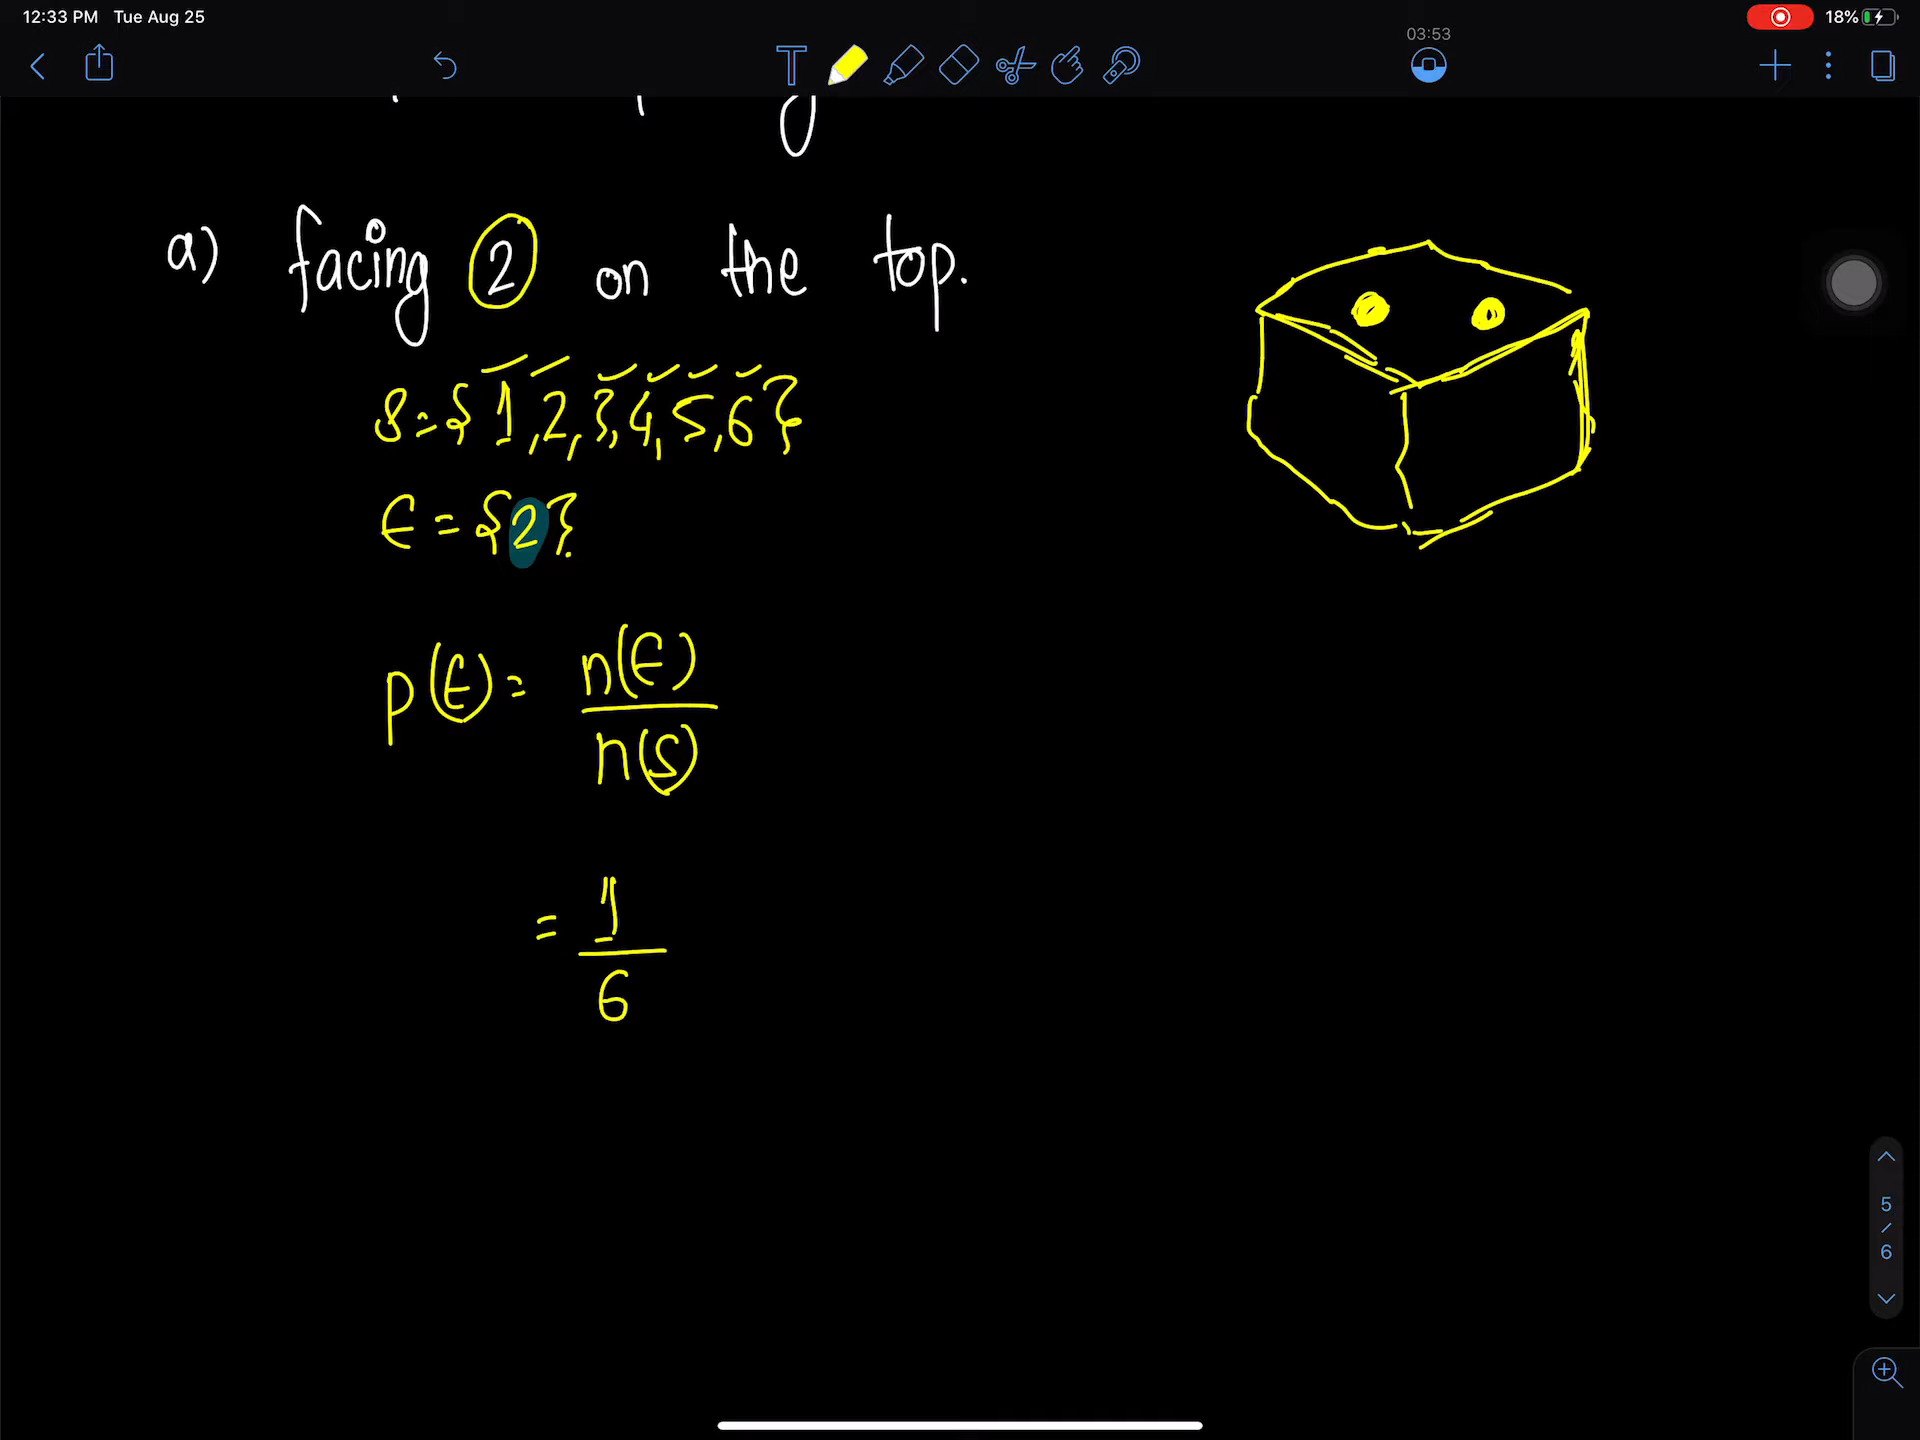 12:33 PM Tue Aug 25
18%
03:53
a) facing 2 on the top.
S={1,2,3,4,5,6}
E={2}
P(E)= n(E)
n(S)
= 1
6
5
/
6